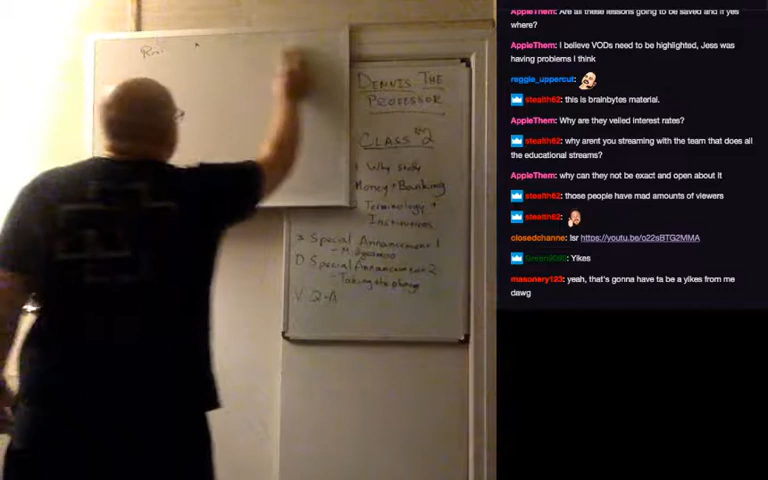 DENNIS THE
PROFESSOR
CLASS #2
I Why Study
Money + Banking
Terminology +
Institutions
Special Announcement 1
Special Announcement 2
- Taking the plunge
V Q-A
AppleThem: Are all these lessons going to be saved and if yes
where?
AppleThem: I believe VODs need to be highlighted, Jess was
having problems I think
reggie_uppercut:
stealth62: this is brainbytes material.
AppleThem: Why are they veiled interest rates?
stealth62: why arent you streaming with the team that does all
the educational streams?
AppleThem: why can they not be exact and open about it
stealth62: those people have mad amounts of viewers
stealth62:
closedchanne: lsr https://youtu.be/o22sBTG2MMA
: Yikes
masonery123: yeah, that's gonna have ta be a yikes from me
dawg